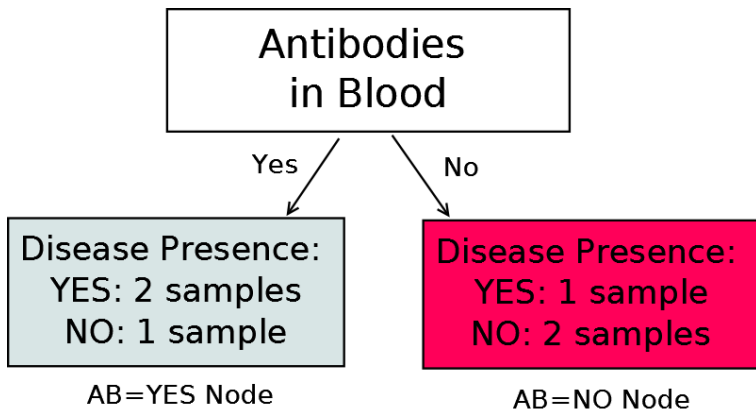 Antibodies
in Blood
Yes
No
Disease Presence:
YES: 2 samples
NO: 1 sample
Disease Presence:
YES: 1 sample
NO: 2 samples
AB=YES Node
AB=NO Node